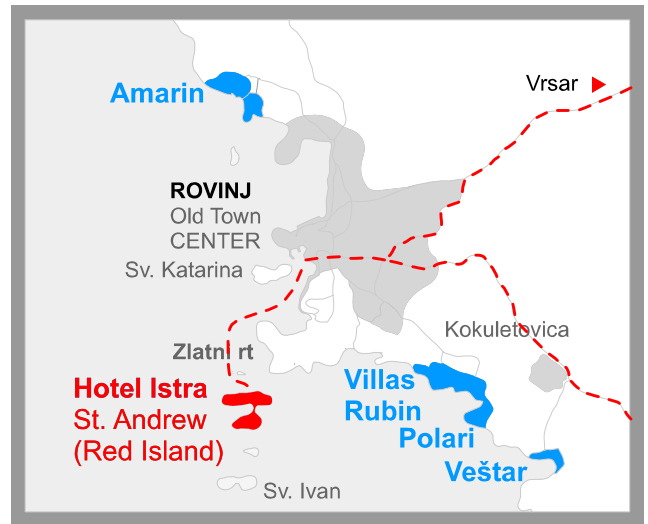 Amarin
Vrsar
ROVINJ
Old Town
CENTER
Sv. Katarina
Kokuletovica
Zlatni rt
Hotel Istra
St. Andrew
(Red Island)
Villas
Rubin
Polari
Veštar
Sv. Ivan